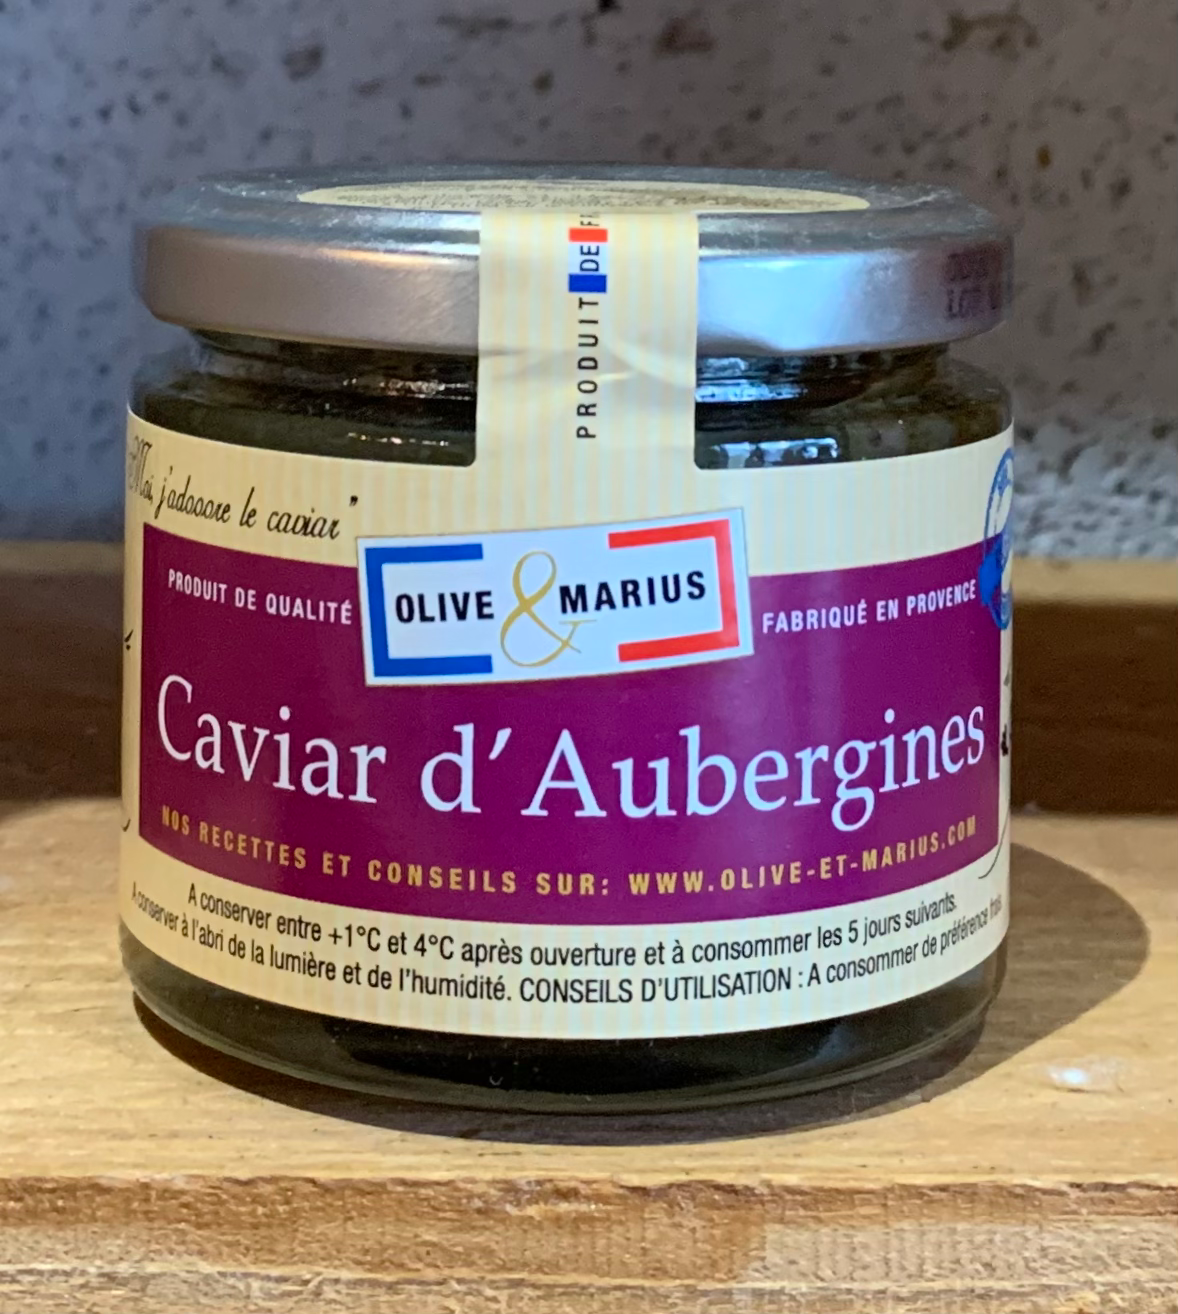 PRODUIT DE
Moi, j'adooore le caviar"
PRODUIT DE QUALITÉ
OLIVE & MARIUS
FABRIQUÉ EN PROVENCE
Caviar d'Aubergines
NOS RECETTES ET CONSEILS SUR: WWW.OLIVE-ET-MARIUS.COM
A conserver entre +1°C et 4°C après ouverture et à consommer les 5 jours suivants.
A conserver à l'abri de la lumière et de l'humidité. CONSEILS D'UTILISATION : A consommer de préférence frais.